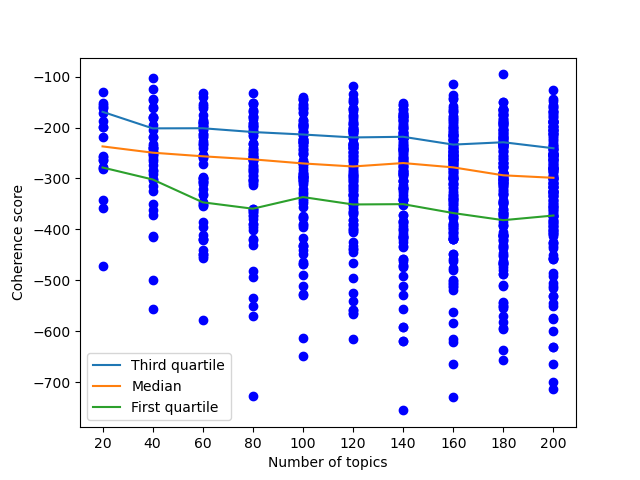 −100
−200
−300
−400
−500
−600
−700
Coherence score
Third quartile
Median
First quartile
20 40 60 80 100 120 140 160 180 200
Number of topics